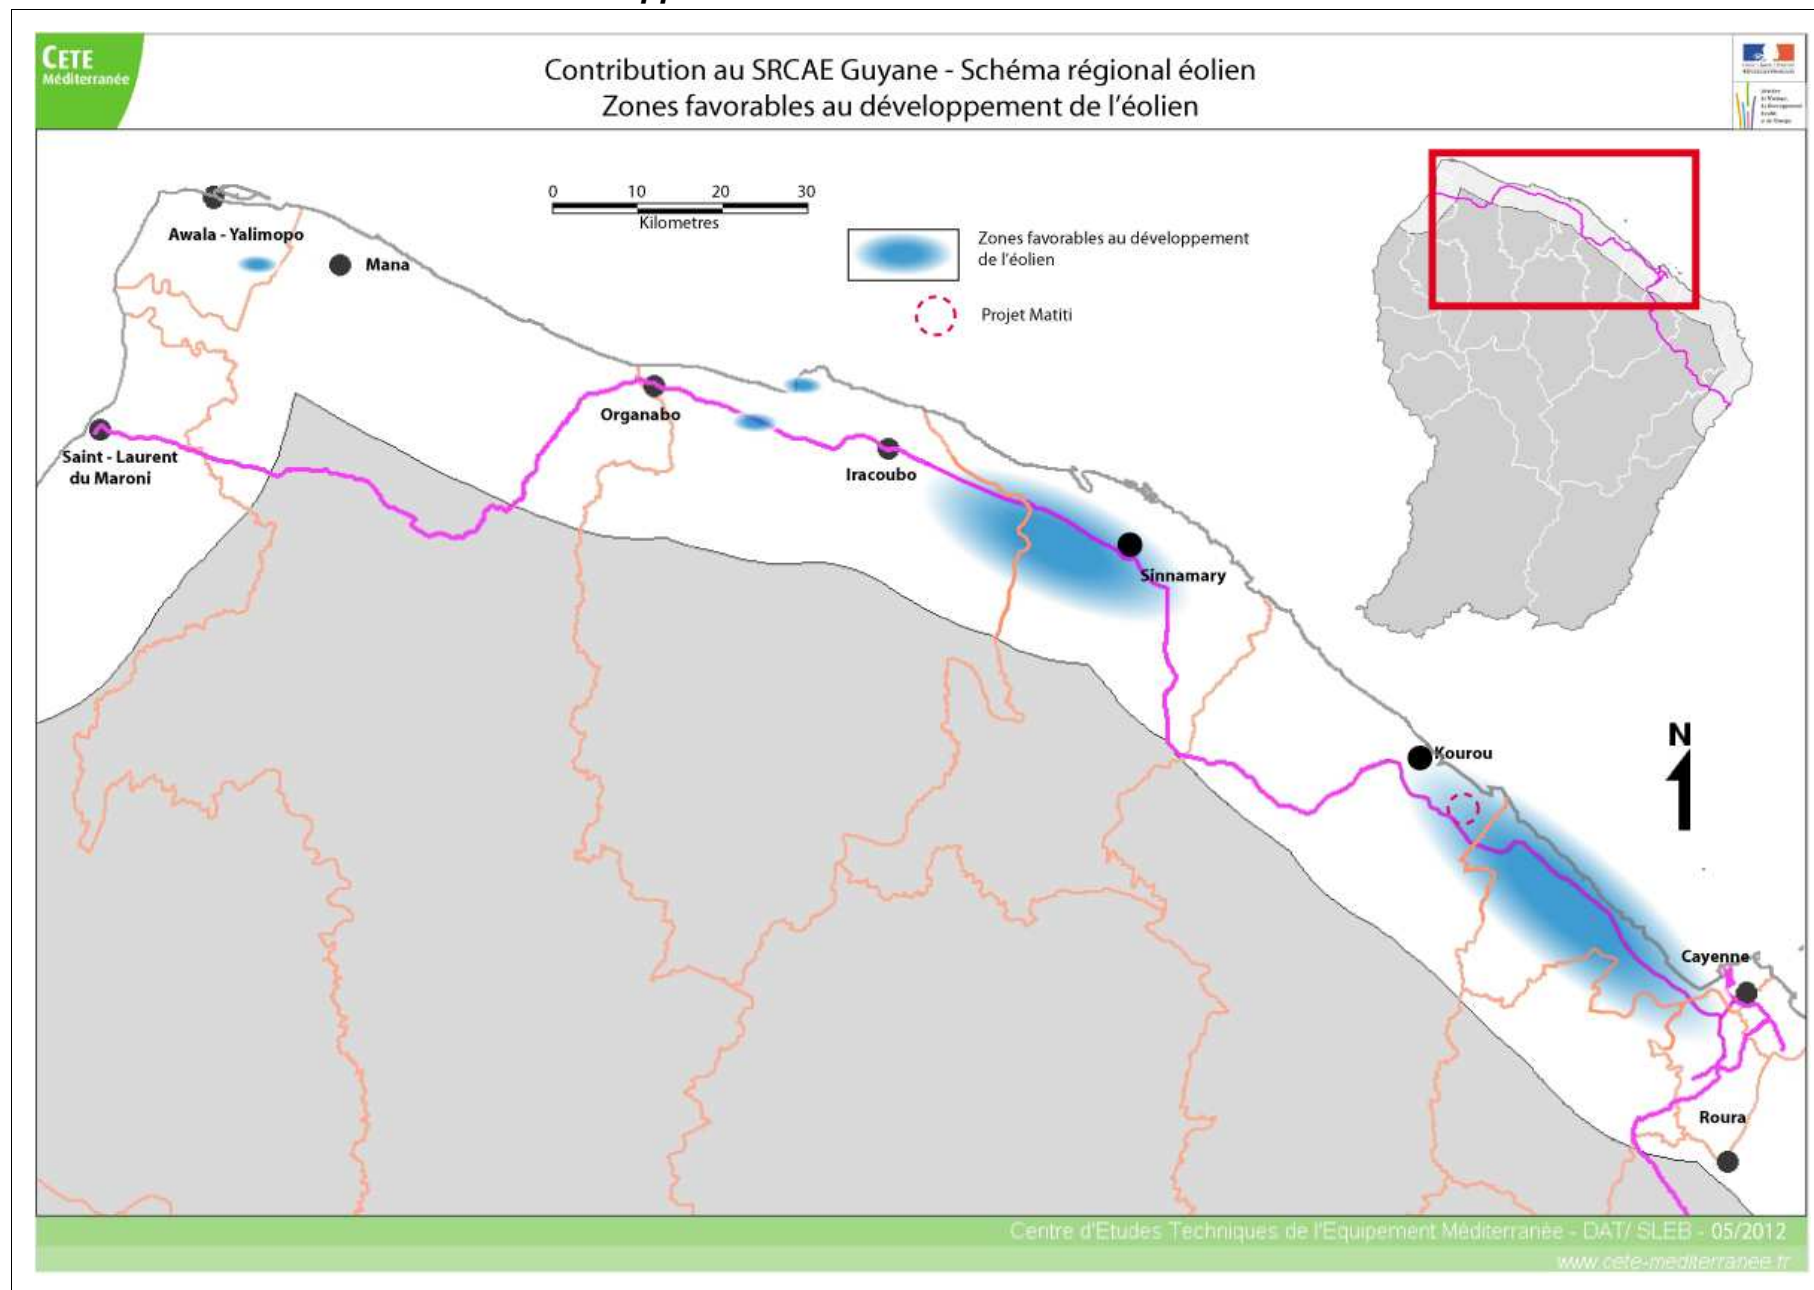 CETE
Méditerranée
Contribution au SRCAE Guyane - Schéma régional éolien
Zones favorables au développement de l'éolien
0 10 20 30
Kilometres
Zones favorables au développement
de l'éolien
Projet Matiti
Awala - Yalimopo
Mana
Organabo
Saint - Laurent
du Maroni
Iracoubo
Sinnamary
Kourou
N
Cayenne
Roura
Centre d'Etudes Techniques de l'Equipement Méditerranée - DAT/ SLEB - 05/2012
www.cete-mediterranee.fr